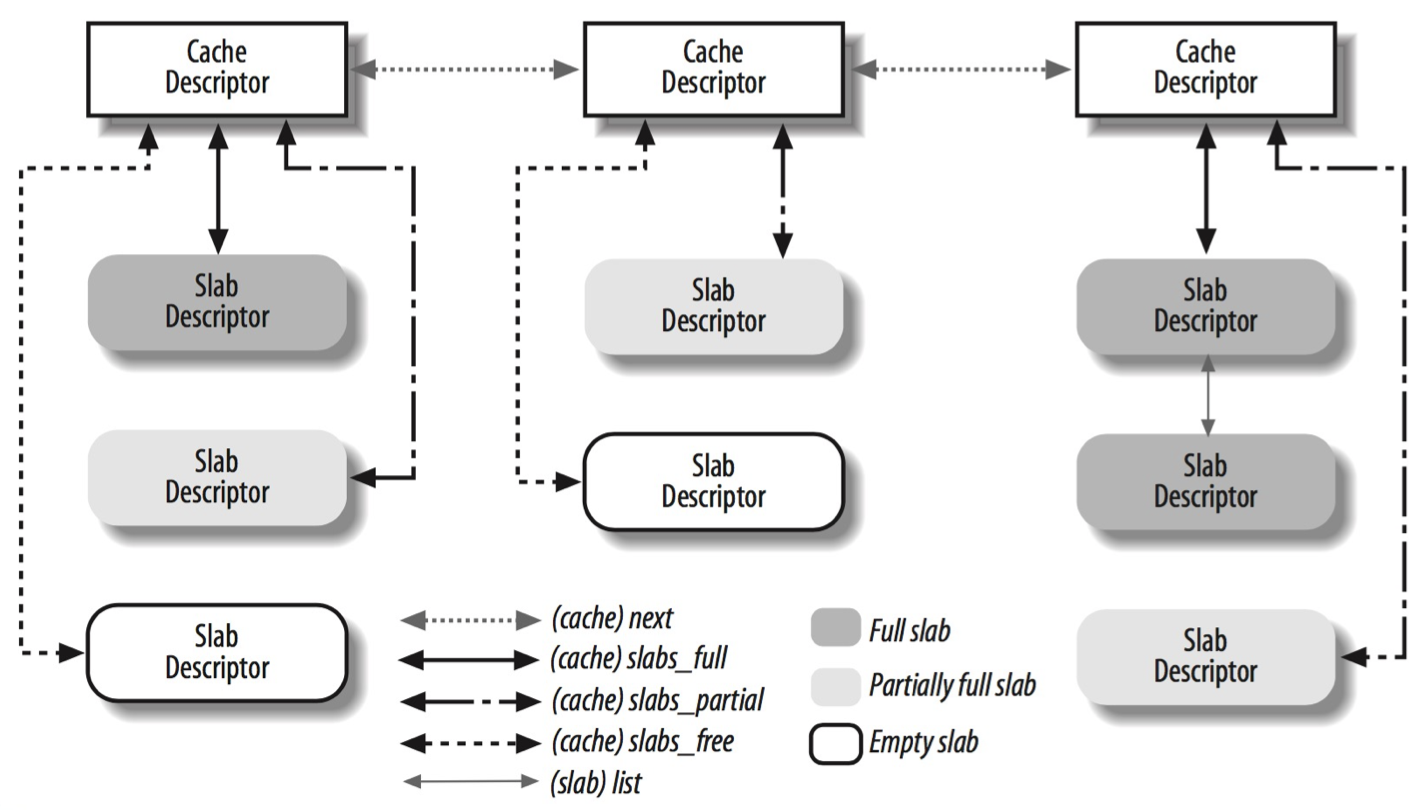 Cache
Descriptor
Cache
Descriptor
Cache
Descriptor
Slab
Descriptor
Slab
Descriptor
Slab
Descriptor
Slab
Descriptor
Slab
Descriptor
Slab
Descriptor
Slab
Descriptor
Slab
Descriptor
(cache) next
(cache) slabs_full
(cache) slabs_partial
(cache) slabs_free
(slab) list
Full slab
Partially full slab
Empty slab